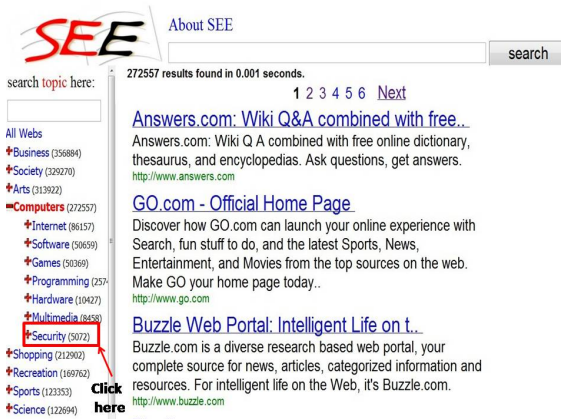 SEE
About SEE
search
search topic here:
272557 results found in 0.001 seconds.
1 2 3 4 5 6 Next
All Webs
Business (356884)
Society (329270)
Arts (313922)
Computers (272557)
Internet (86157)
Software (50659)
Games (50369)
Programming (257
Hardware (10427)
Multimedia (8458)
Security (5072)
Shopping (212902)
Recreation (169762)
Sports (123353)
Science (122694)
Click
here
Answers.com: Wiki Q&A combined with free..
Answers.com: Wiki Q A combined with free online dictionary,
thesaurus, and encyclopedias. Ask questions, get answers.
http://www.answers.com
GO.com - Official Home Page
Discover how GO.com can launch your online experience with
Search, fun stuff to do, and the latest Sports, News,
Entertainment, and Movies from the top sources on the web.
Make GO your home page today..
http://www.go.com
Buzzle Web Portal: Intelligent Life on t..
Buzzle.com is a diverse research based web portal, your
complete source for news, articles, categorized information and
resources. For intelligent life on the Web, it's Buzzle.com.
http://www.buzzle.com